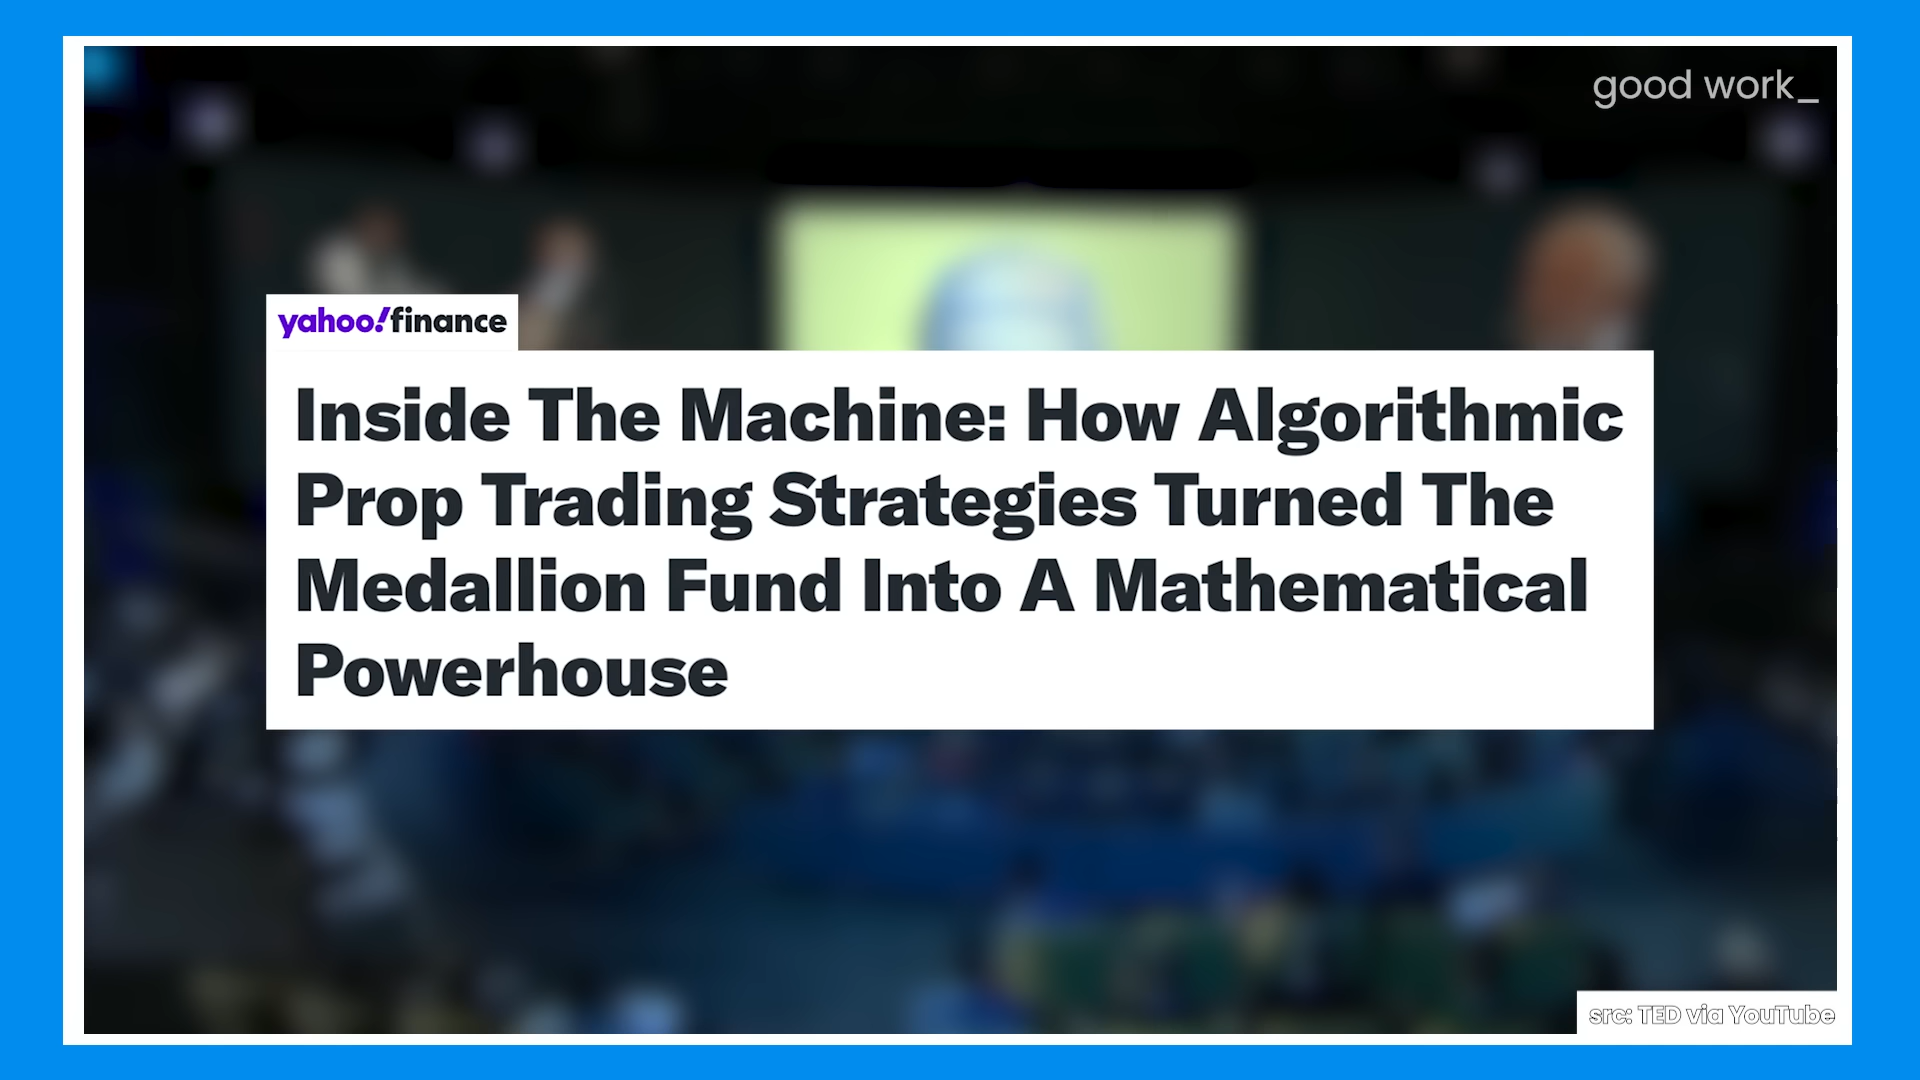 good work_
yahoo!finance
Inside The Machine: How Algorithmic
Prop Trading Strategies Turned The
Medallion Fund Into A Mathematical
Powerhouse
src: TED via YouTube